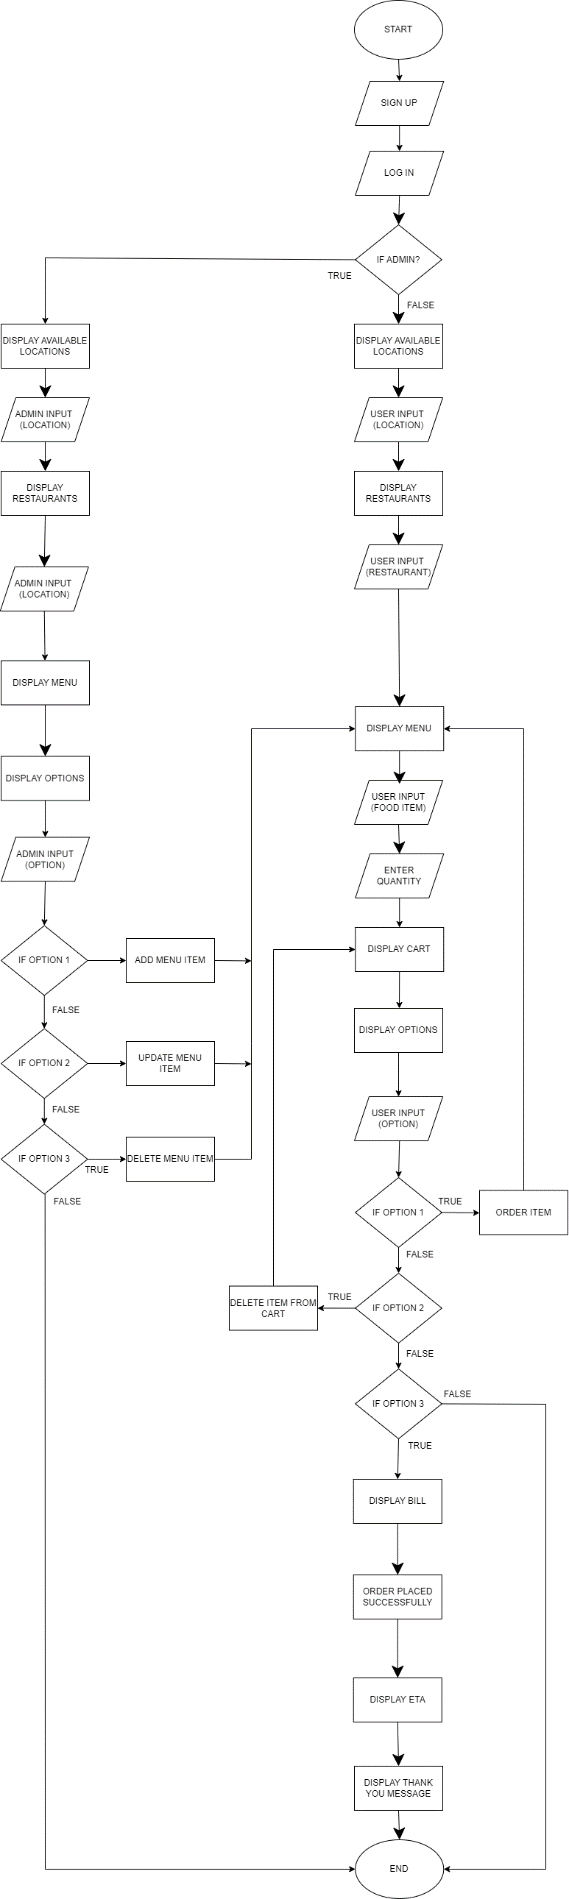 START
SIGN UP
LOG IN
IF ADMIN?
TRUE
FALSE
DISPLAY AVAILABLE
LOCATIONS
ADMIN INPUT
(LOCATION)
DISPLAY
RESTAURANTS
ADMIN INPUT
(LOCATION)
DISPLAY MENU
DISPLAY OPTIONS
ADMIN INPUT
(OPTION)
IF OPTION 1
ADD MENU ITEM
FALSE
IF OPTION 2
UPDATE MENU
ITEM
FALSE
IF OPTION 3
TRUE
DELETE MENU ITEM
FALSE
DISPLAY AVAILABLE
LOCATIONS
USER INPUT
(LOCATION)
DISPLAY
RESTAURANTS
USER INPUT
(RESTAURANT)
DISPLAY MENU
USER INPUT
(FOOD ITEM)
ENTER
QUANTITY
DISPLAY CART
DISPLAY OPTIONS
USER INPUT
(OPTION)
IF OPTION 1
TRUE
ORDER ITEM
FALSE
IF OPTION 2
TRUE
DELETE ITEM FROM
CART
FALSE
IF OPTION 3
FALSE
TRUE
DISPLAY BILL
ORDER PLACED
SUCCESSFULLY
DISPLAY ETA
DISPLAY THANK
YOU MESSAGE
END